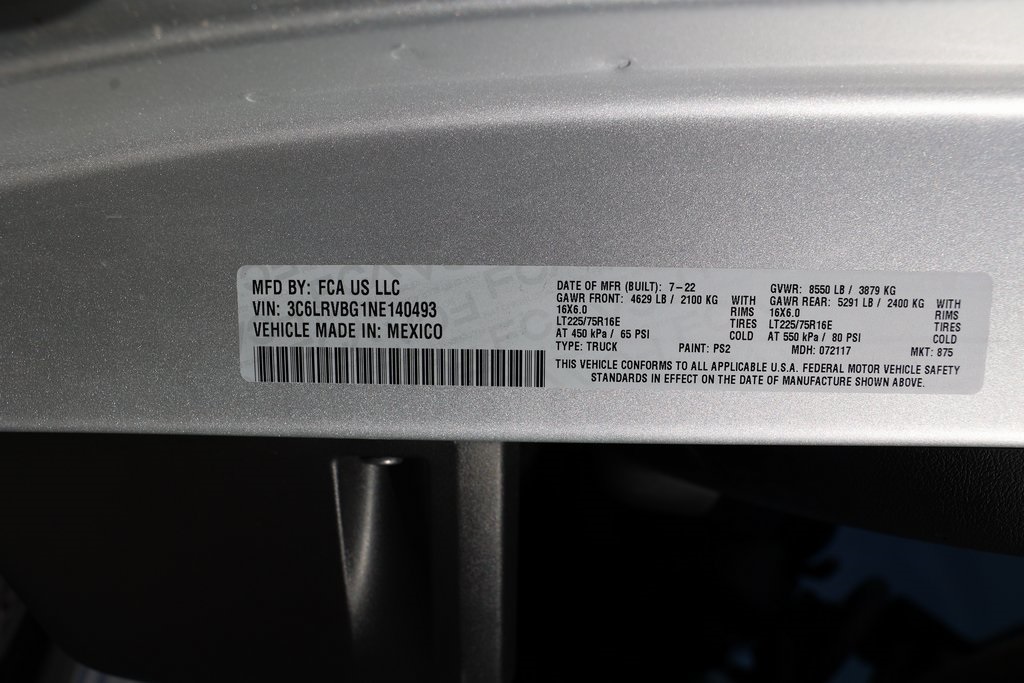 MFD BY: FCA US LLC
VIN: 3C6LRVBG1NE140493
VEHICLE MADE IN: MEXICO
DATE OF MFR (BUILT): 7-22
GAWR FRONT: 4629 LB / 2100 KG WITH
16X6.0 RIMS
LT225/75R16E TIRES
AT 450 kPa / 65 PSI COLD
TYPE: TRUCK PAINT: PS2
GVWR: 8550 LB / 3879 KG
GAWR REAR: 5291 LB / 2400 KG WITH
16X6.0 RIMS
LT225/75R16E TIRES
AT 550 kPa / 80 PSI COLD
MDH: 072117 MKT: 875
THIS VEHICLE CONFORMS TO ALL APPLICABLE U.S.A. FEDERAL MOTOR VEHICLE SAFETY
STANDARDS IN EFFECT ON THE DATE OF MANUFACTURE SHOWN ABOVE.